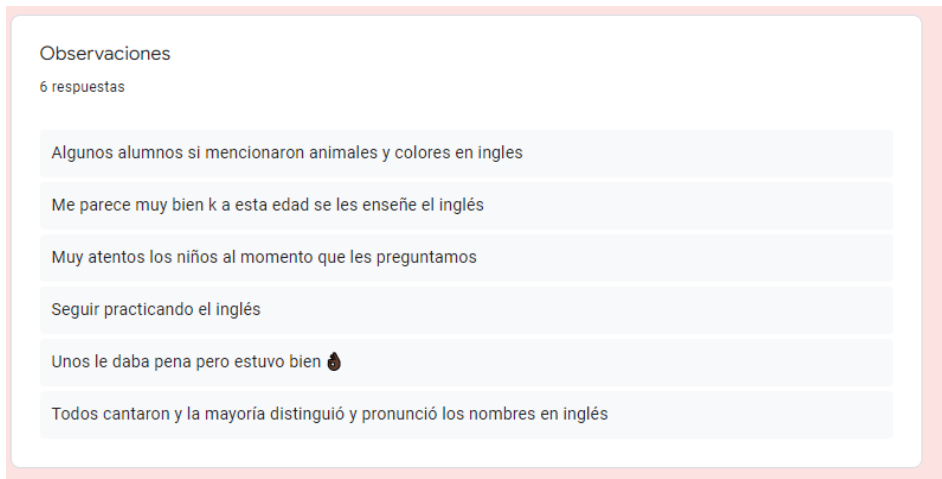 Observaciones
6 respuestas
Algunos alumnos si mencionaron animales y colores en ingles
Me parece muy bien k a esta edad se les enseñe el inglés
Muy atentos los niños al momento que les preguntamos
Seguir practicando el inglés
Unos le daba pena pero estuvo bien 👌🏿
Todos cantaron y la mayoría distinguió y pronunció los nombres en inglés